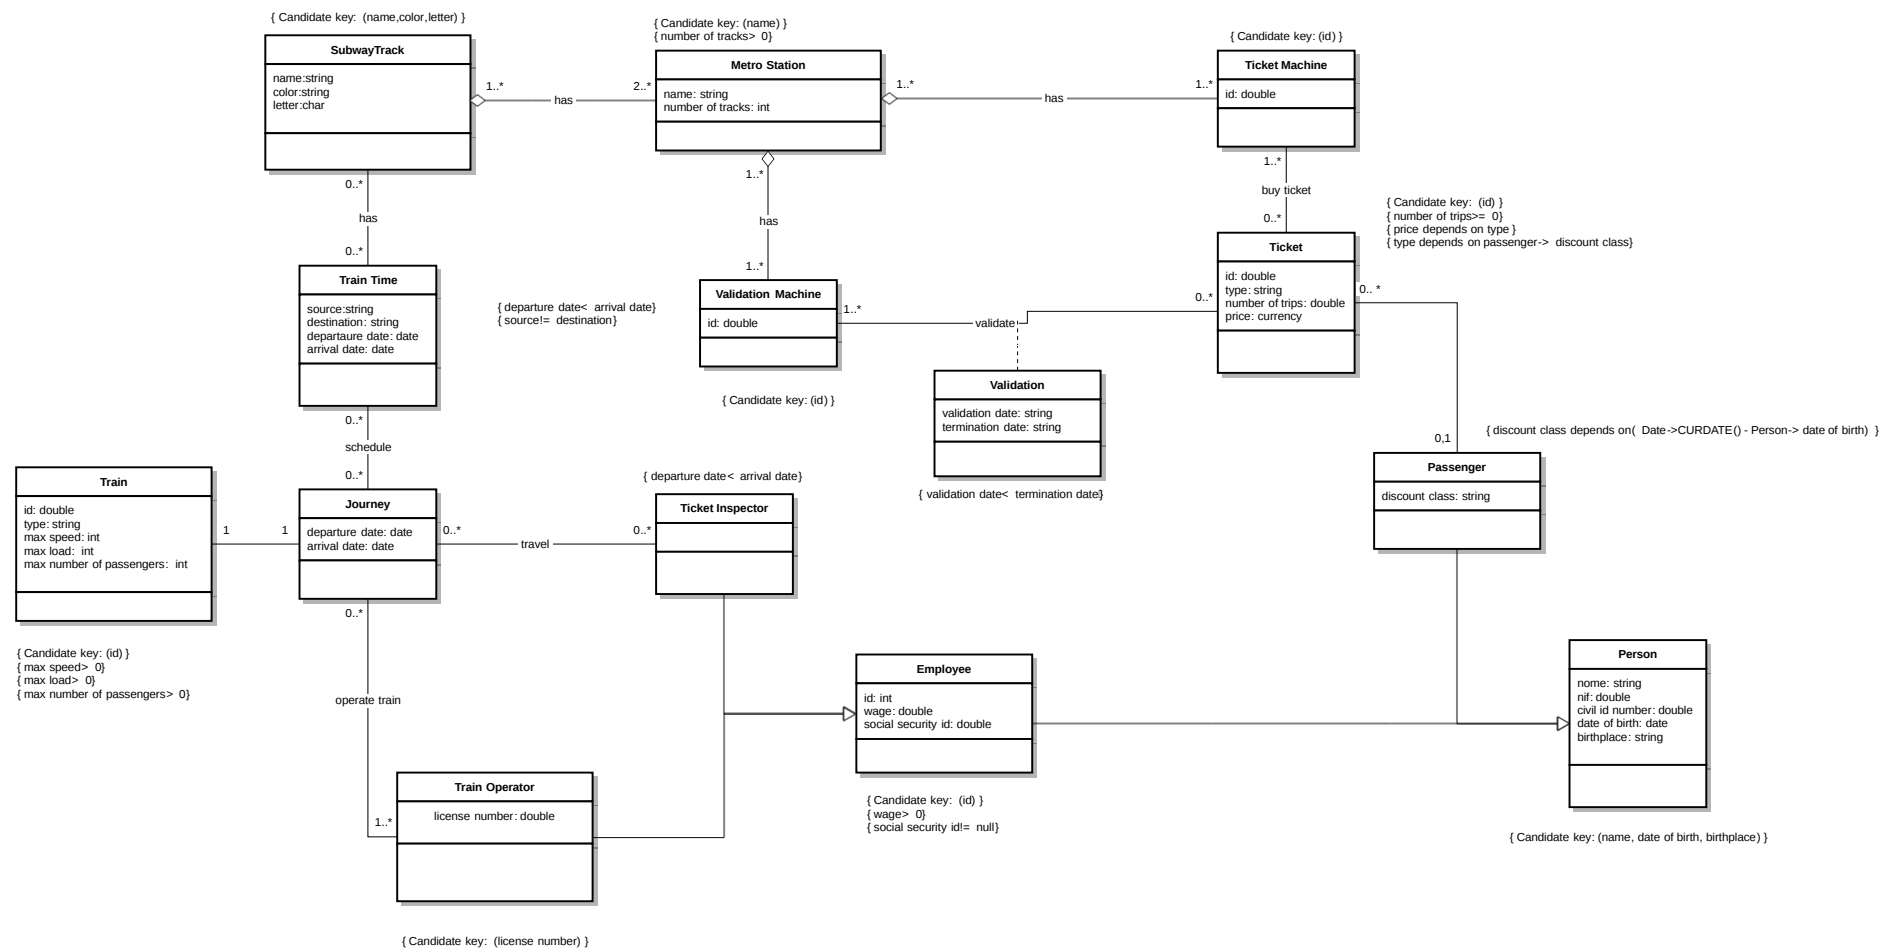 { Candidate key: (name,color,letter) }
SubwayTrack
name:string
color:string
letter:char
1..*
has
2..*
{ Candidate key: (name) }
{ number of tracks> 0}
Metro Station
name: string
number of tracks: int
1..*
has
1..*
{ Candidate key: (id) }
Ticket Machine
id: double
0..*
has
0..*
1..*
has
1..*
1..*
buy ticket
0..*
{ Candidate key: (id) }
{ number of trips>= 0}
{ price depends on type }
{ type depends on passenger-> discount class}
Train Time
source:string
destination: string
departaure date: date
arrival date: date
{ departure date< arrival date}
{ source!= destination}
Validation Machine
id: double
1..*
validate
0..*
Ticket
id: double
type: string
number of trips: double
price: currency
0.. *
{ Candidate key: (id) }
Validation
validation date: string
termination date: string
{ validation date< termination date}
0,1
{ discount class depends on( Date->CURDATE() - Person-> date of birth) }
Passenger
discount class: string
0..*
schedule
0..*
Train
id: double
type: string
max speed: int
max load: int
max number of passengers: int
1
1
Journey
departure date: date
arrival date: date
0..*
travel
0..*
{ departure date< arrival date}
Ticket Inspector
{ Candidate key: (id) }
{ max speed> 0}
{ max load> 0}
{ max number of passengers> 0}
0..*
operate train
1..*
Employee
id: int
wage: double
social security id: double
{ Candidate key: (id) }
{ wage> 0}
{ social security id!= null}
Person
nome: string
nif: double
civil id number: double
date of birth: date
birthplace: string
{ Candidate key: (name, date of birth, birthplace) }
Train Operator
license number: double
{ Candidate key: (license number) }